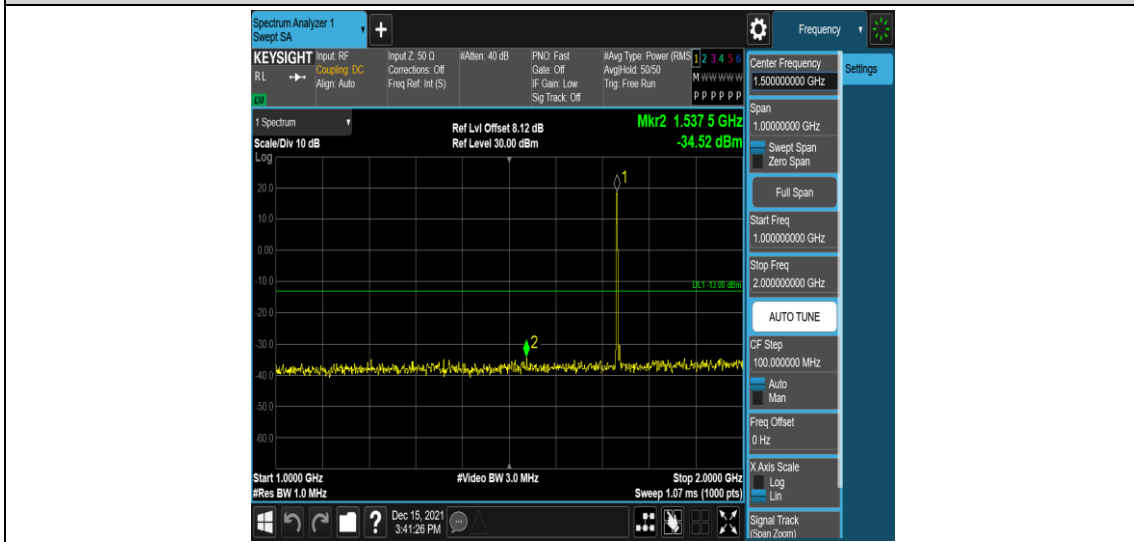 Spectrum Analyzer 1
Swept SA
+
Frequency
KEYSIGHT
RL
LXI
Input: RF
Coupling: DC
Align: Auto
Input Z: 50 Ω
Corrections: Off
Freq Ref: Int (S)
#Atten: 40 dB
PNO: Fast
Gate: Off
IF Gain: Low
Sig Track: Off
#Avg Type: Power (RMS
Avg|Hold: 50/50
Trig: Free Run
1 2 3 4 5 6
M W W W W W
P P P P P P
1 Spectrum
Scale/Div 10 dB
Ref Lvl Offset 8.12 dB
Ref Level 30.00 dBm
Mkr2 1.537 5 GHz
-34.52 dBm
Log
20.0
10.0
0.00
-10.0
-20.0
-30.0
-40.0
-50.0
-60.0
1
DL1 -13.00 dBm
2
Start 1.0000 GHz
#Res BW 1.0 MHz
#Video BW 3.0 MHz
Stop 2.0000 GHz
Sweep 1.07 ms (1000 pts)
?
Dec 15, 2021
3:41:26 PM
Center Frequency
1.500000000 GHz
Settings
Span
1.00000000 GHz
Swept Span
Zero Span
Full Span
Start Freq
1.000000000 GHz
Stop Freq
2.000000000 GHz
AUTO TUNE
CF Step
100.000000 MHz
Auto
Man
Freq Offset
0 Hz
X Axis Scale
Log
Lin
Signal Track
(Span Zoom)